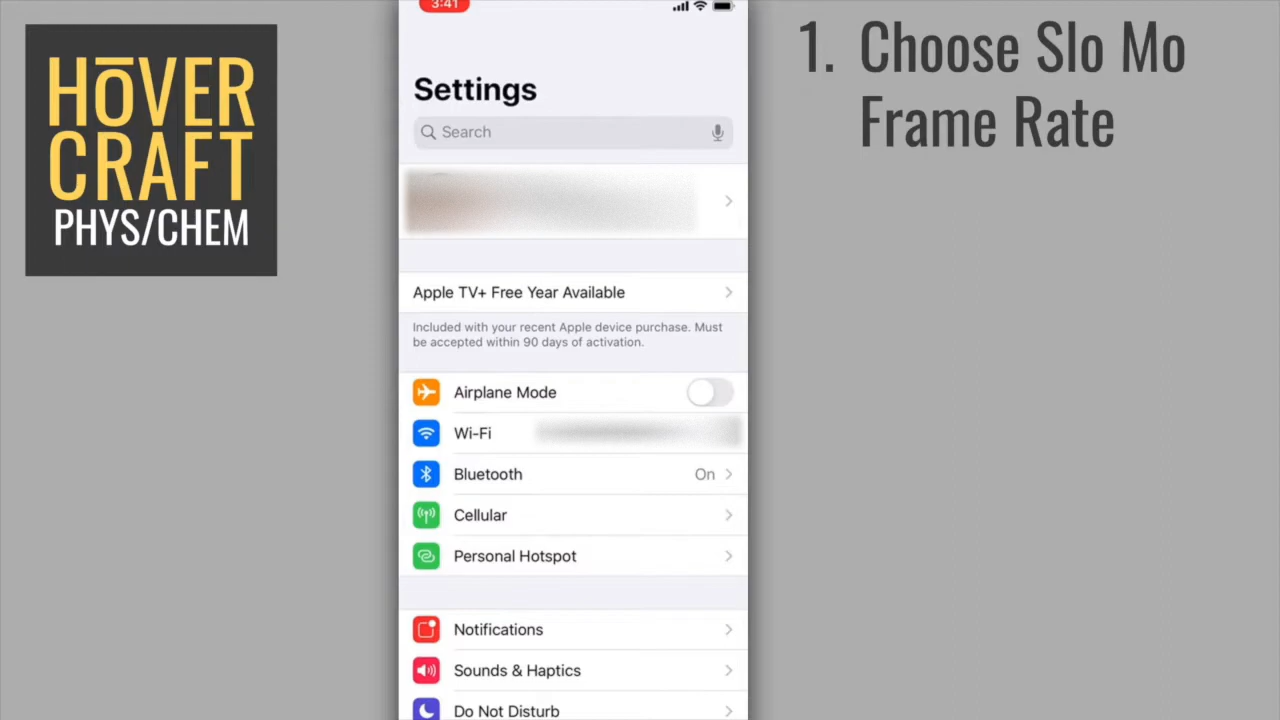 HŌVER
CRAFT
PHYS/CHEM
3:41
Settings
Search
Apple TV+ Free Year Available
Included with your recent Apple device purchase. Must
be accepted within 90 days of activation.
Airplane Mode
Wi-Fi
Bluetooth On
Cellular
Personal Hotspot
Notifications
Sounds & Haptics
Do Not Disturb
1. Choose Slo Mo
Frame Rate